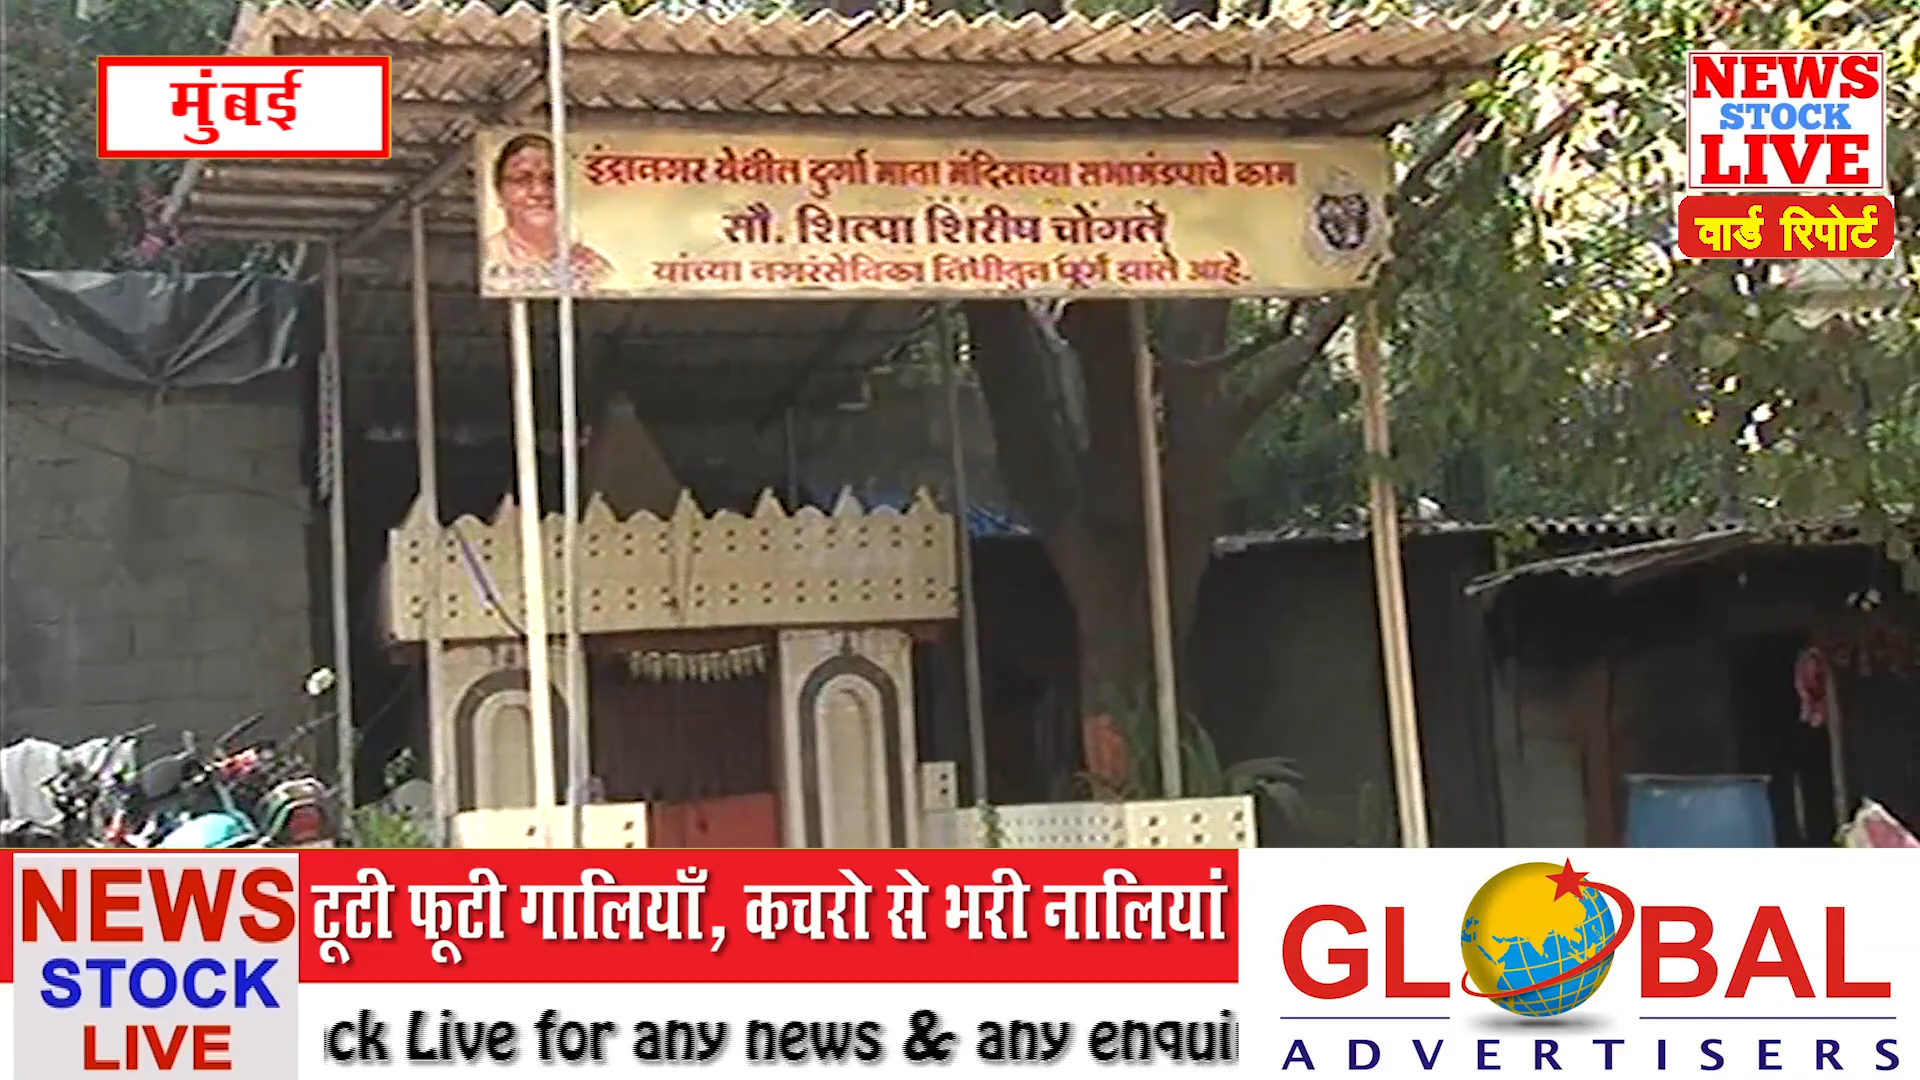 मुंबई
NEWS
STOCK
LIVE
वार्ड रिपोर्ट
इंद्रानगर येथील दुर्गा माता मंदिराच्या सभामंडपाचे काम
सौ. शिल्पा शिरीष चोगले
यांच्या नगरसेविका निधीतुन पूर्ण झाले आहे.
NEWS
STOCK
LIVE
टूटी फूटी गालियाँ, कचरो से भरी नालियां
ck Live for any news & any enqui
GLOBAL
ADVERTISERS